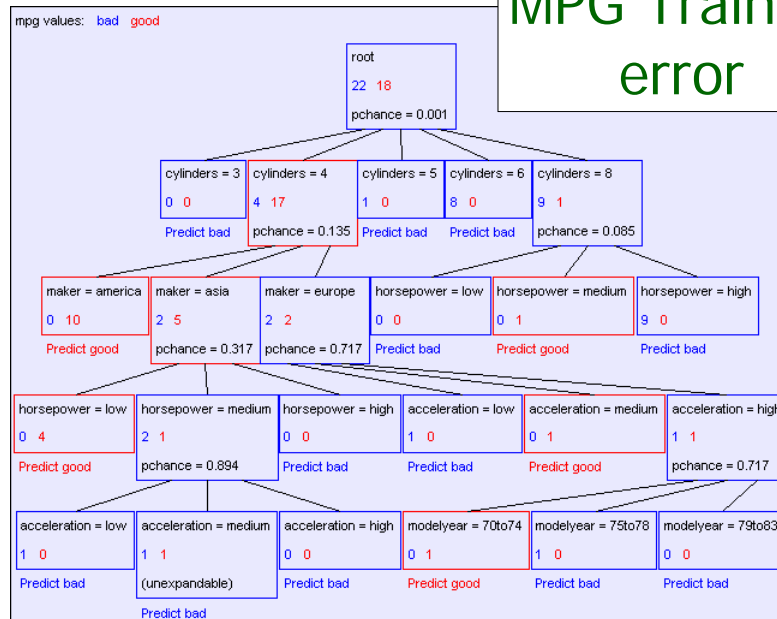 MPG Train
error
mpg values: bad good
root
22 18
pchance = 0.001
cylinders = 3
0 0
Predict bad
cylinders = 4
4 17
pchance = 0.135
cylinders = 5
1 0
Predict bad
cylinders = 6
8 0
Predict bad
cylinders = 8
9 1
pchance = 0.085
maker = america
0 10
Predict good
maker = asia
2 5
pchance = 0.317
maker = europe
2 2
pchance = 0.717
horsepower = low
0 0
Predict bad
horsepower = medium
0 1
Predict good
horsepower = high
9 0
Predict bad
horsepower = low
0 4
Predict good
horsepower = medium
2 1
pchance = 0.894
horsepower = high
0 0
Predict bad
acceleration = low
1 0
Predict bad
acceleration = medium
0 1
Predict good
acceleration = high
1 1
pchance = 0.717
acceleration = low
1 0
Predict bad
acceleration = medium
1 1
(unexpandable)
Predict bad
acceleration = high
0 0
Predict bad
modelyear = 70to74
0 1
Predict good
modelyear = 75to78
1 0
Predict bad
modelyear = 79to83
0 0
Predict bad